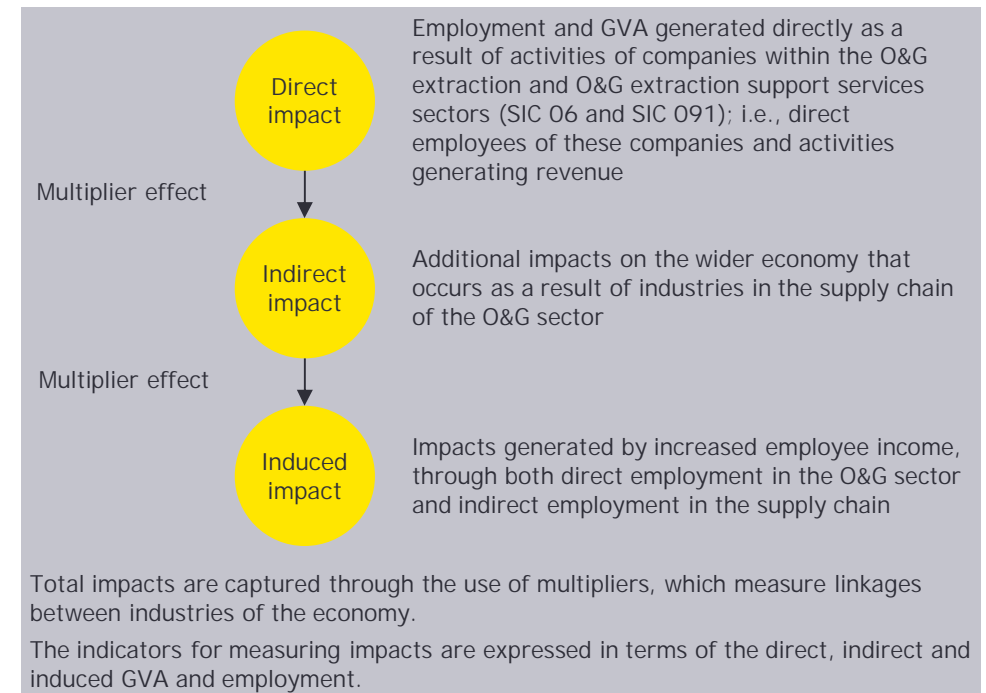 Direct
impact
Employment and GVA generated directly as a
result of activities of companies within the O&G
extraction and O&G extraction support services
sectors (SIC 06 and SIC 091); i.e., direct
employees of these companies and activities
generating revenue
Multiplier effect
Indirect
impact
Additional impacts on the wider economy that
occurs as a result of industries in the supply chain
of the O&G sector
Multiplier effect
Induced
impact
Impacts generated by increased employee income,
through both direct employment in the O&G sector
and indirect employment in the supply chain
Total impacts are captured through the use of multipliers, which measure linkages
between industries of the economy.
The indicators for measuring impacts are expressed in terms of the direct, indirect and
induced GVA and employment.